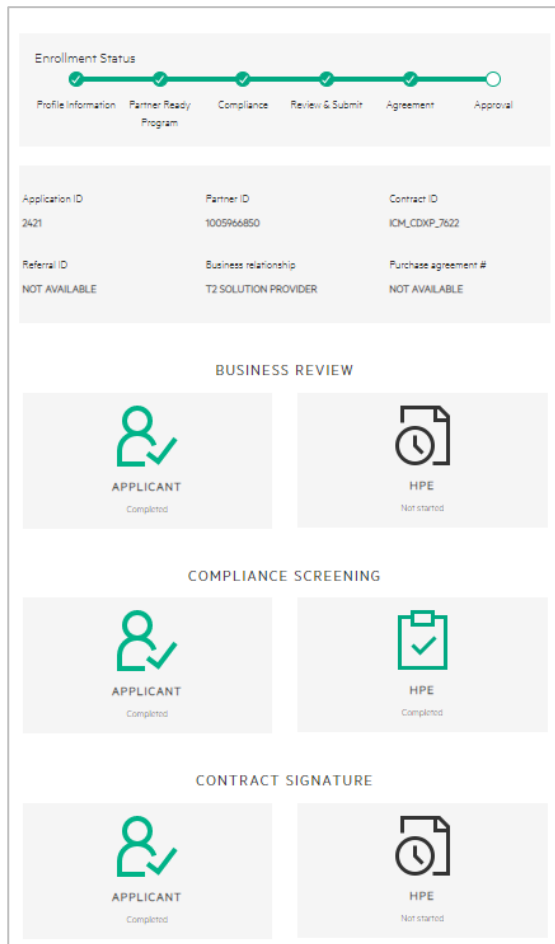 Enrollment Status
Profile Information
Partner Ready
Program
Compliance
Review & Submit
Agreement
Approval
Application ID
Partner ID
Contract ID
2421
1005966850
ICM_CDXP_7622
Referral ID
Business relationship
Purchase agreement #
NOT AVAILABLE
T2 SOLUTION PROVIDER
NOT AVAILABLE
BUSINESS REVIEW
APPLICANT
Completed
HPE
Not started
COMPLIANCE SCREENING
APPLICANT
Completed
HPE
Completed
CONTRACT SIGNATURE
APPLICANT
Completed
HPE
Not started